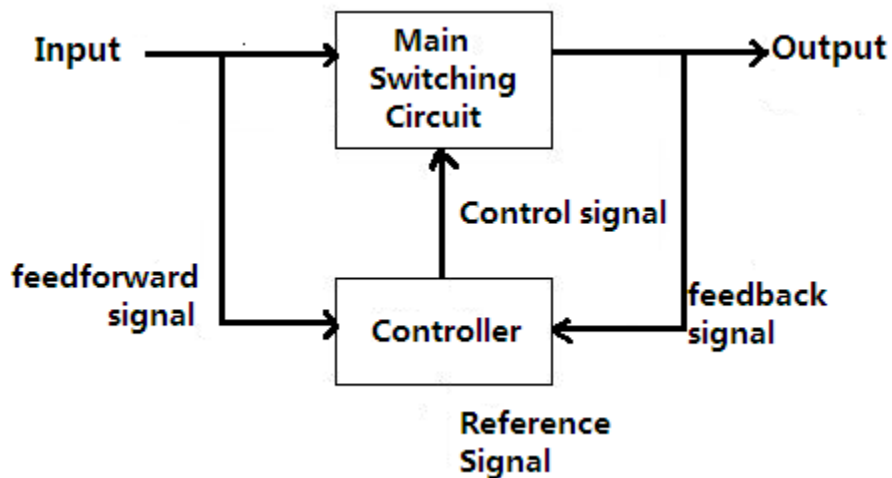 Input
Main
Switching
Circuit
Output
Control signal
feedforward
signal
Controller
feedback
signal
Reference
Signal